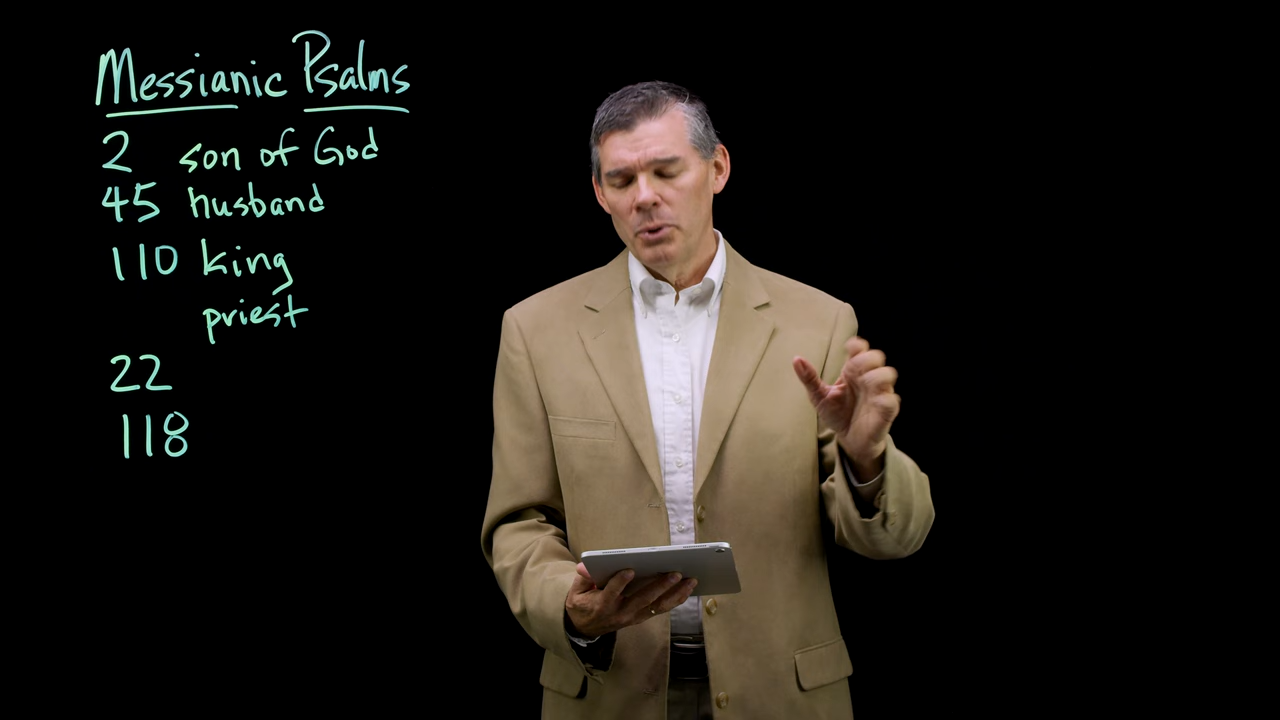 Messianic Psalms
2 son of God
45 husband
110 king
priest
22
118